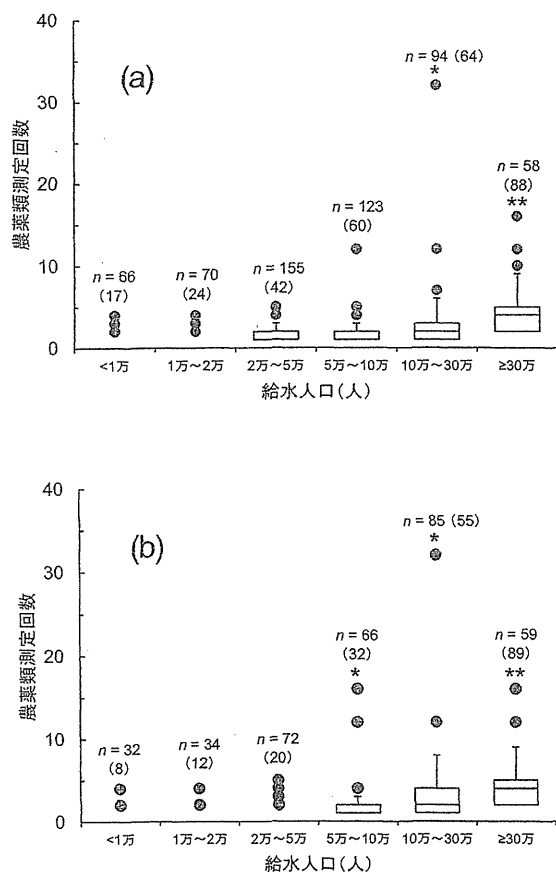 (a)
農薬類測定回数
40
30
20
10
0
n = 66
(17)
n = 70
(24)
n = 155
(42)
n = 123
(60)
n = 94 (64)
*
n = 58
(88)
**
<1万
1万～2万
2万～5万
5万～10万
10万～30万
≥30万
給水人口(人)
(b)
農薬類測定回数
40
30
20
10
0
n = 32
(8)
n = 34
(12)
n = 72
(20)
n = 66
(32)
*
n = 85 (55)
*
n = 59
(89)
**
<1万
1万～2万
2万～5万
5万～10万
10万～30万
≥30万
給水人口(人)